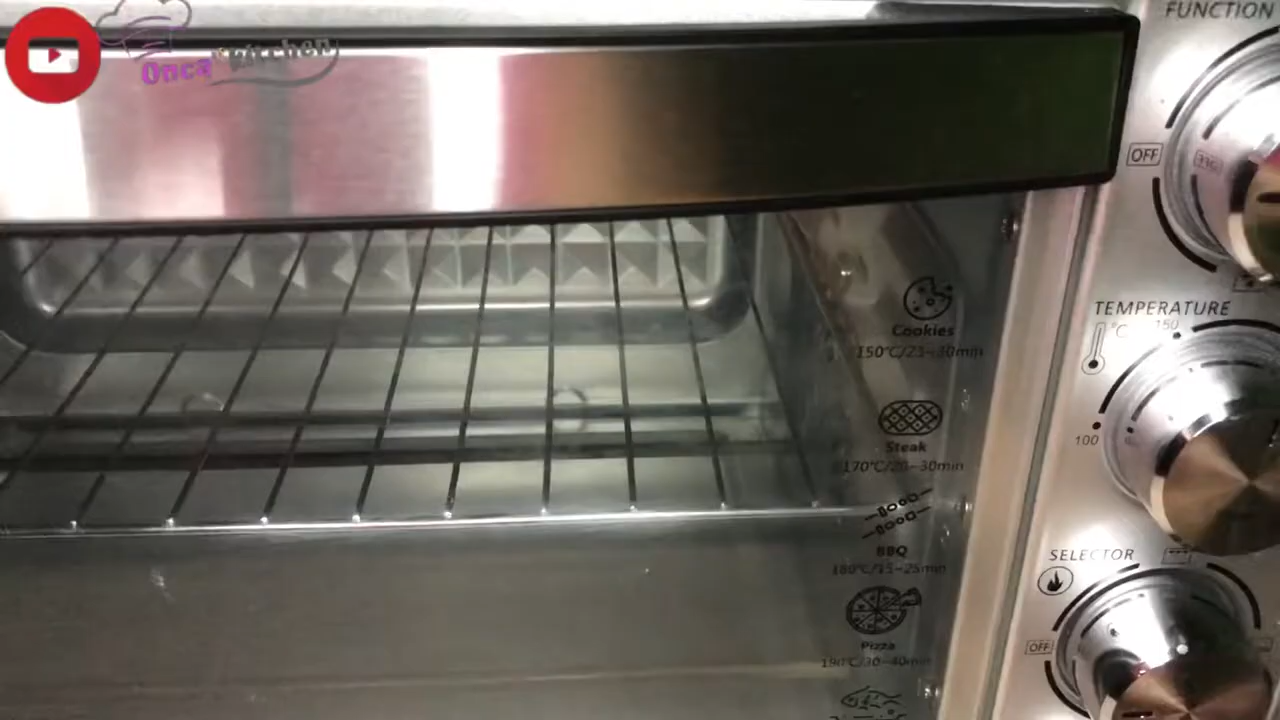 Onca Kitchen
FUNCTION
OFF
TEMPERATURE
°C
150
100
Cookies
150℃/25~30min
Steak
170℃/20~30min
BBQ
180℃/15~25min
Pizza
190℃/30~40min
SELECTOR
OFF